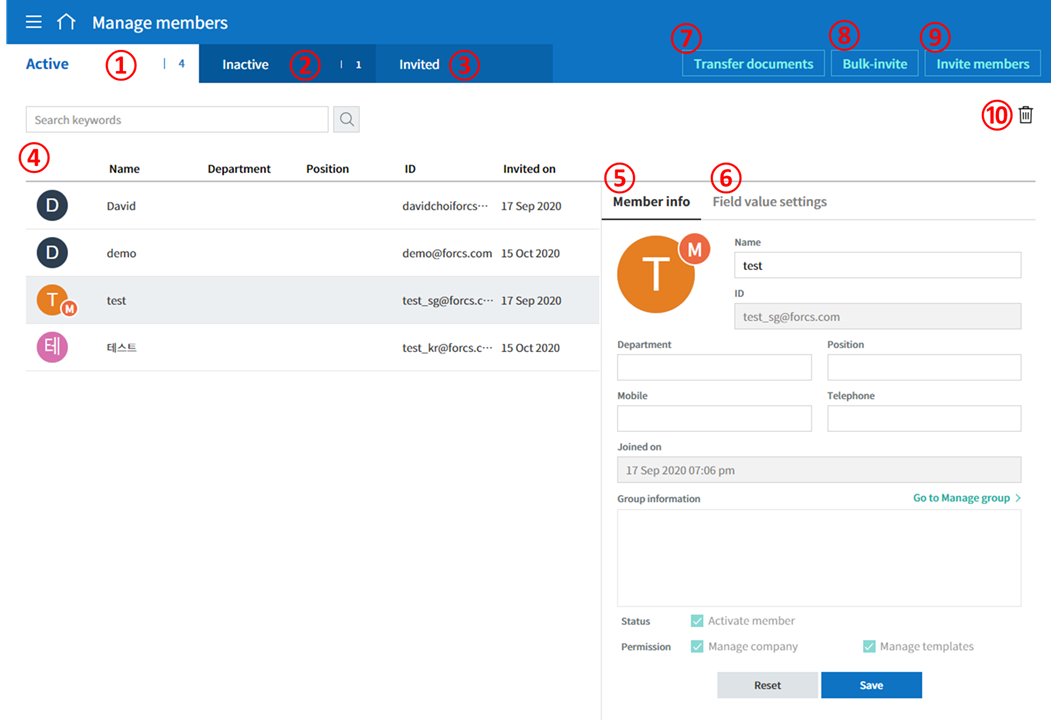 Manage members
Active ① | 4
Inactive ② | 1
Invited ③
⑦ ⑧ ⑨
Transfer documents
Bulk-invite
Invite members
Search keywords
⑩
④
Name Department Position ID Invited on
D David davidchoiforcs··· 17 Sep 2020
D demo demo@forcs.com 15 Oct 2020
T M test test_sg@forcs.c··· 17 Sep 2020
테 테스트 test_kr@forcs.c··· 15 Oct 2020
⑤ ⑥
Member info Field value settings
T M
Name
test
ID
test_sg@forcs.com
Department Position
Mobile Telephone
Joined on
17 Sep 2020 07:06 pm
Group information Go to Manage group >
Status Activate member
Permission Manage company Manage templates
Reset Save